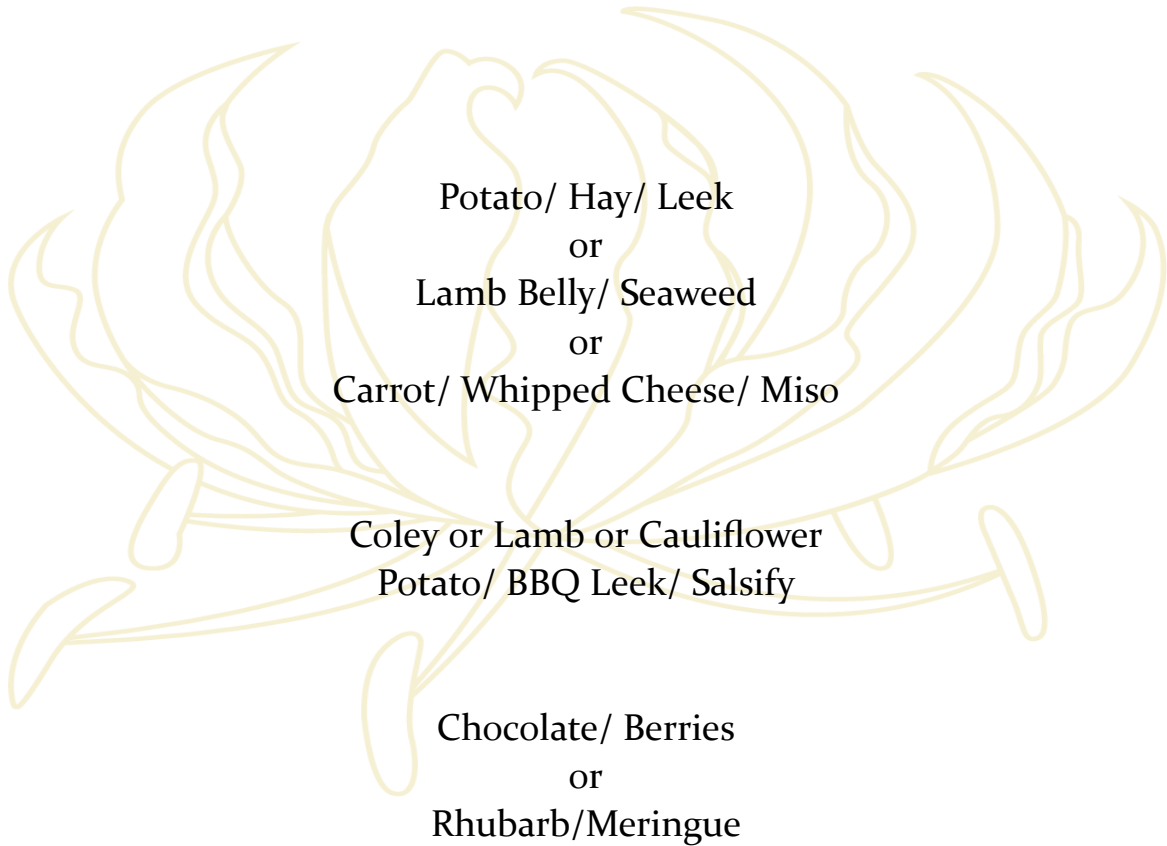 Potato/ Hay/ Leek
or
Lamb Belly/ Seaweed
or
Carrot/ Whipped Cheese/ Miso
Coley or Lamb or Cauliflower
Potato/ BBQ Leek/ Salsify
Chocolate/ Berries
or
Rhubarb/Meringue